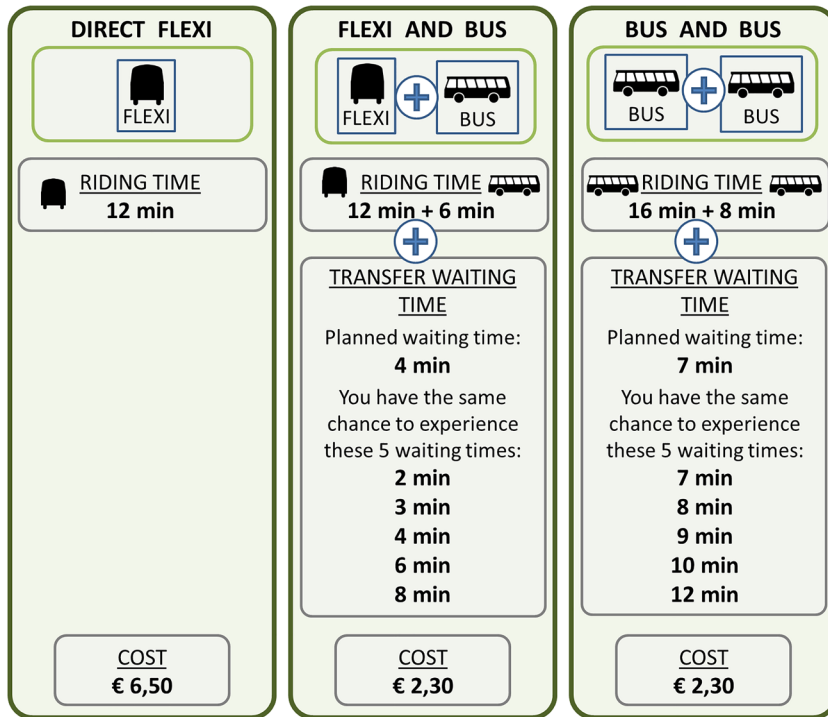 DIRECT FLEXI
FLEXI
RIDING TIME
12 min
COST
€ 6,50
FLEXI AND BUS
FLEXI
BUS
RIDING TIME
12 min + 6 min
TRANSFER WAITING
TIME
Planned waiting time:
4 min
You have the same
chance to experience
these 5 waiting times:
2 min
3 min
4 min
6 min
8 min
COST
€ 2,30
BUS AND BUS
BUS
BUS
RIDING TIME
16 min + 8 min
TRANSFER WAITING
TIME
Planned waiting time:
7 min
You have the same
chance to experience
these 5 waiting times:
7 min
8 min
9 min
10 min
12 min
COST
€ 2,30